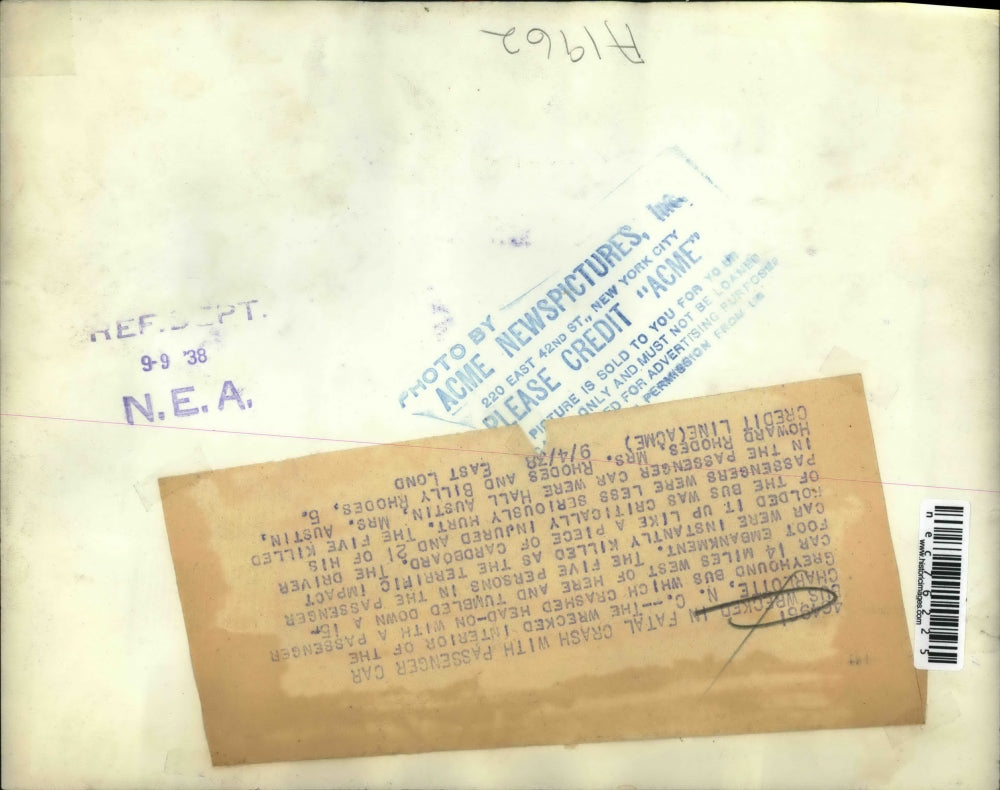 A1962
PHOTO BY
ACME NEWSPICTURES, INC.
220 EAST 42ND ST., NEW YORK CITY
PLEASE CREDIT "ACME"
PICTURE IS SOLD TO YOU FOR YOUR
ONLY AND MUST NOT BE LOANED
FOR ADVERTISING PURPOSES
PERMISSION FROM US
REF. DEPT.
9-9 '38
N.E.A.
BUS WRECKED IN FATAL CRASH WITH PASSENGER CAR
CHARLOTTE, N. C.--THE WRECKED INTERIOR OF THE
GREYHOUND BUS WHICH CRASHED HEAD-ON WITH A PASSENGER
CAR 14 MILES WEST OF HERE AND TUMBLED DOWN A 15-
FOOT EMBANKMENT. THE FIVE PERSONS IN THE PASSENGER
CAR WERE INSTANTLY KILLED AS THE TERRIFIC IMPACT
FOLDED IT UP LIKE A PIECE OF CARDBOARD. THE DRIVER
OF THE BUS WAS CRITICALLY INJURED AND 21 OF HIS
PASSENGERS WERE LESS SERIOUSLY HURT. THE FIVE KILLED
IN THE PASSENGER CAR WERE HALL AUSTIN, MRS. AUSTIN,
HOWARD RHODES, MRS. RHODES AND BILLY RHODES, 5.
CREDIT LINE(ACME) 9/4/38 EAST LOND
www.historicimages.com
nec76225